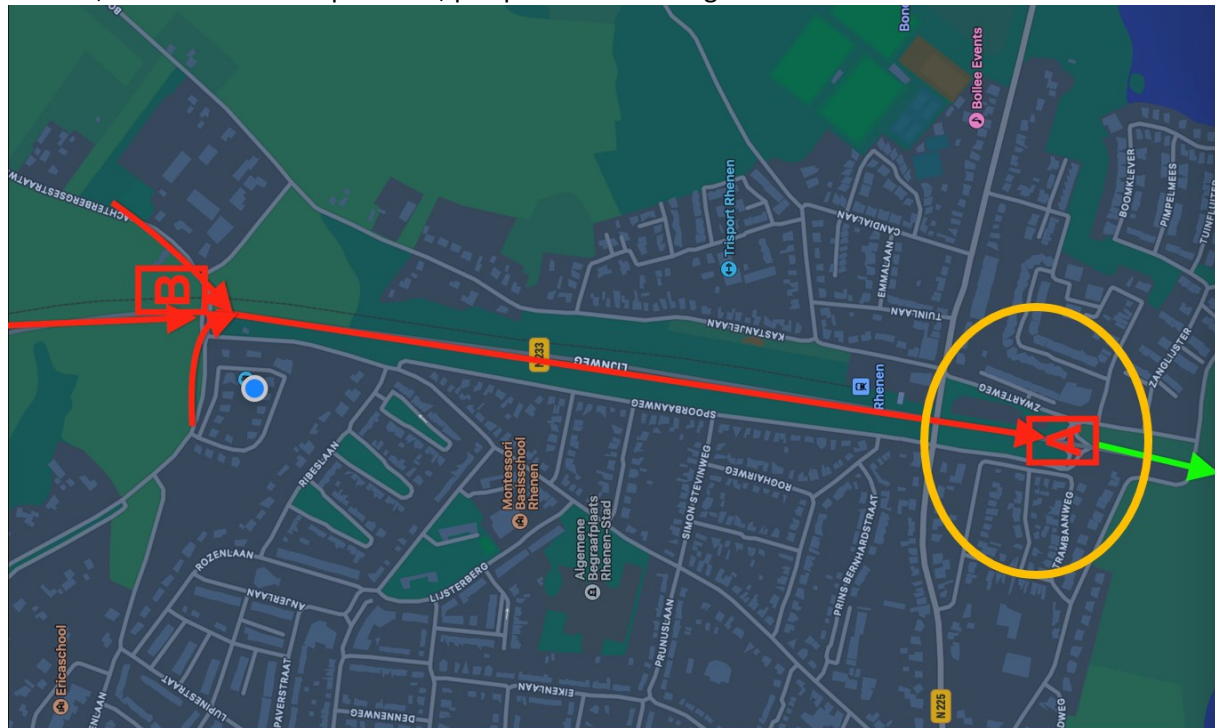 ACHTERBERGSESTRAATW
B
Bollee Events
BOOMKLEVER
PIMPELMEES
TUINFLUITER
Trisport Rhenen
CANDIALAAN
EMMALAAN
TUINLAAN
KASTANJELAAN
N 233
LIJNWEG
Rhenen
ZWARTEWEG
ZANGLIJSTER
A
SPOORBAANWEG
RIBESLAAN
Montessori
Basisschool
Rhenen
ROGHAIRWEG
SIMON STEVINWEG
Algemene
Begraafplaats
Rhenen-Stad
PRINS BERNHARDSTRAAT
TRAMBAANWEG
ROZENLAAN
ANJERLAAN
LIJSTERBERG
PRUNUSLAAN
Ericaschool
LUPINESTRAAT
PAVERSTRAAT
DENNENWEG
EIKENLAAN
N 225